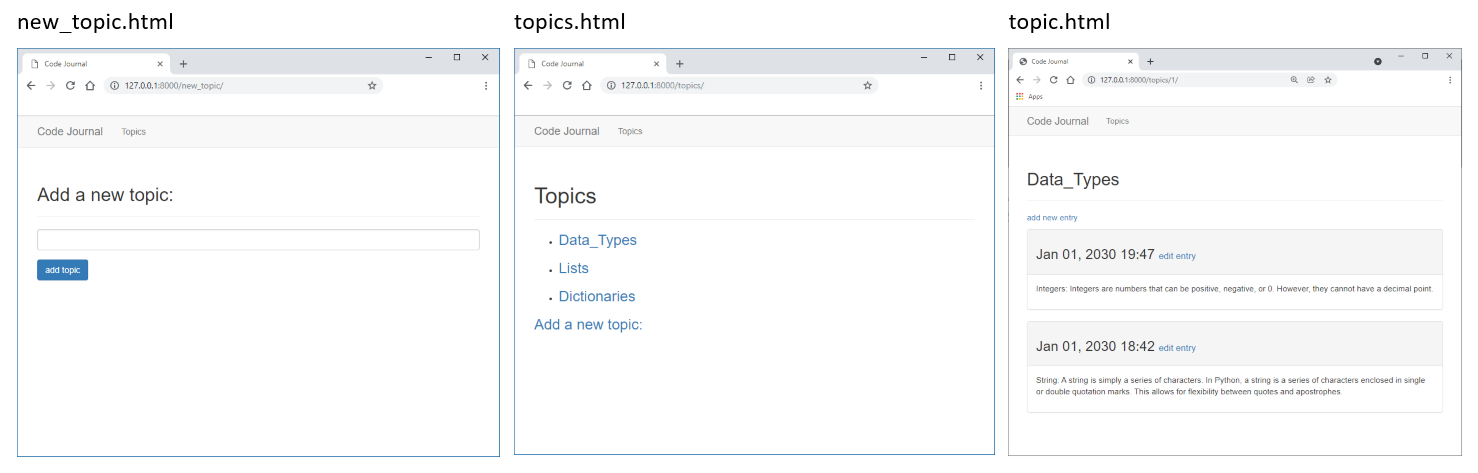 new_topic.html
Code Journal
127.0.0.1:8000/new_topic/
Code Journal Topics
Add a new topic:
add topic
topics.html
Code Journal
127.0.0.1:8000/topics/
Code Journal Topics
Topics
Data_Types
Lists
Dictionaries
Add a new topic:
topic.html
Code Journal
127.0.0.1:8000/topics/1/
Apps
Code Journal Topics
Data_Types
add new entry
Jan 01, 2030 19:47 edit entry
Integers: Integers are numbers that can be positive, negative, or 0. However, they cannot have a decimal point.
Jan 01, 2030 18:42 edit entry
String: A string is simply a series of characters. In Python, a string is a series of characters enclosed in single
or double quotation marks. This allows for flexibility between quotes and apostrophes.